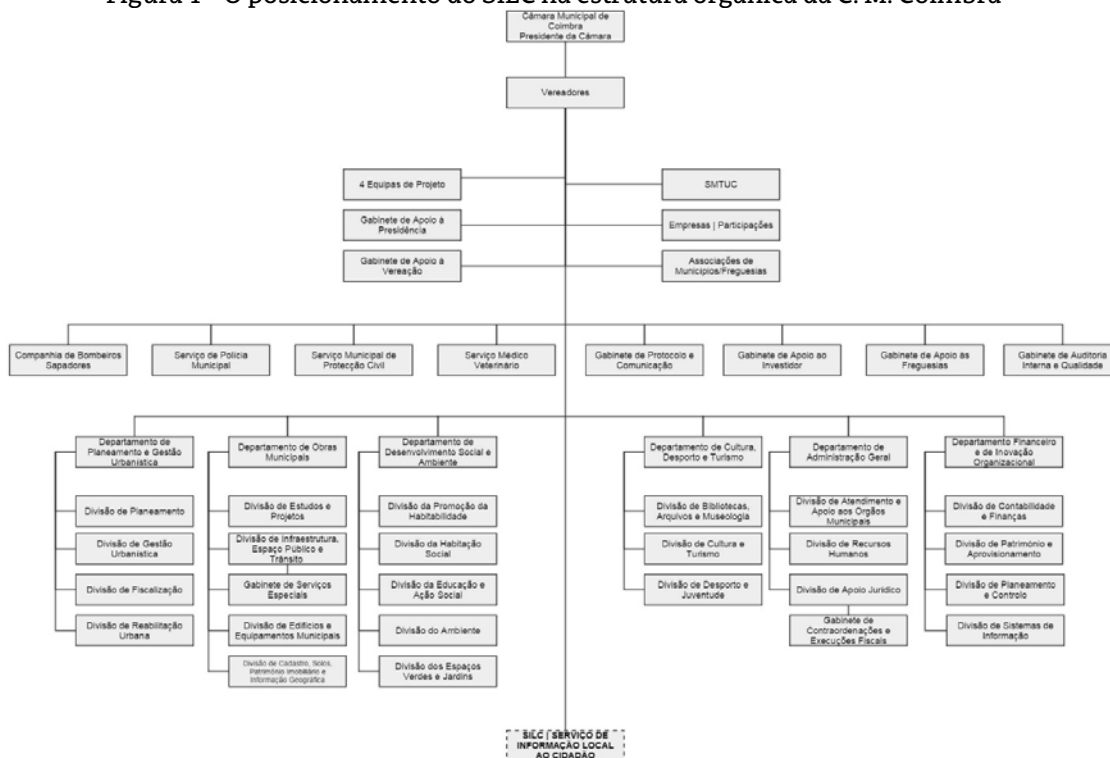 Figura 1 - O posicionamento do SILC na estrutura orgânica da C. M. Coimbra
Câmara Municipal de
Coimbra
Presidente da Câmara
Vereadores
4 Equipas de Projeto
SMTUC
Gabinete de Apoio à
Presidência
Empresas | Participações
Gabinete de Apoio à
Vereação
Associações de
Municípios/Freguesias
Companhia de Bombeiros
Sapadores
Serviço de Polícia
Municipal
Serviço Municipal de
Protecção Civil
Serviço Médico
Veterinário
Gabinete de Protocolo e
Comunicação
Gabinete de Apoio ao
Investidor
Gabinete de Apoio às
Freguesias
Gabinete de Auditoria
Interna e Qualidade
Departamento de
Planeamento e Gestão
Urbanística
Divisão de Planeamento
Divisão de Gestão
Urbanística
Divisão de Fiscalização
Divisão de Reabilitação
Urbana
Departamento de Obras
Municipais
Divisão de Estudos e
Projetos
Divisão de Infraestrutura,
Espaço Público e
Trânsito
Gabinete de Serviços
Especiais
Divisão de Edifícios e
Equipamentos Municipais
Divisão de Cadastro, Solos,
Património Imobiliário e
Informação Geográfica
Departamento de
Desenvolvimento Social e
Ambiente
Divisão da Promoção da
Habitabilidade
Divisão da Habitação
Social
Divisão da Educação e
Ação Social
Divisão do Ambiente
Divisão dos Espaços
Verdes e Jardins
Departamento de Cultura,
Desporto e Turismo
Divisão de Bibliotecas,
Arquivos e Museologia
Divisão de Cultura e
Turismo
Divisão de Desporto e
Juventude
Departamento de
Administração Geral
Divisão de Atendimento e
Apoio aos Orgãos
Municipais
Divisão de Recursos
Humanos
Divisão de Apoio Jurídico
Gabinete de
Contraordenações e
Execuções Fiscais
Departamento Financeiro
e de Inovação
Organizacional
Divisão de Contabilidade
e Finanças
Divisão de Património e
Aprovisionamento
Divisão de Planeamento
e Controlo
Divisão de Sistemas de
Informação
SILC | SERVIÇO DE
INFORMAÇÃO LOCAL
AO CIDADÃO